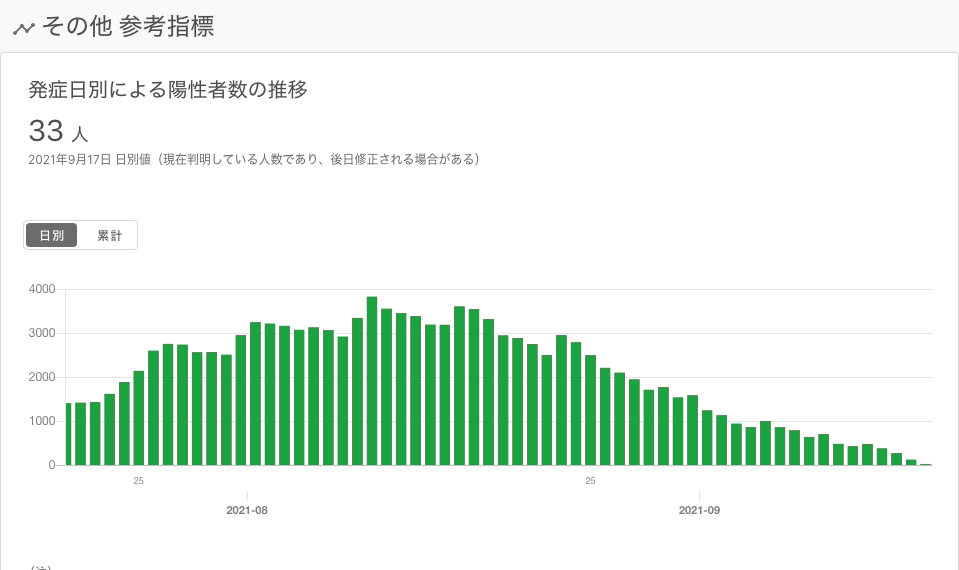 その他 参考指標
発症日別による陽性者数の推移
33 人
2021年9月17日 日別値（現在判明している人数であり、後日修正される場合がある）
日別 累計
4000
3000
2000
1000
0
25 25
2021-08 2021-09
（注）